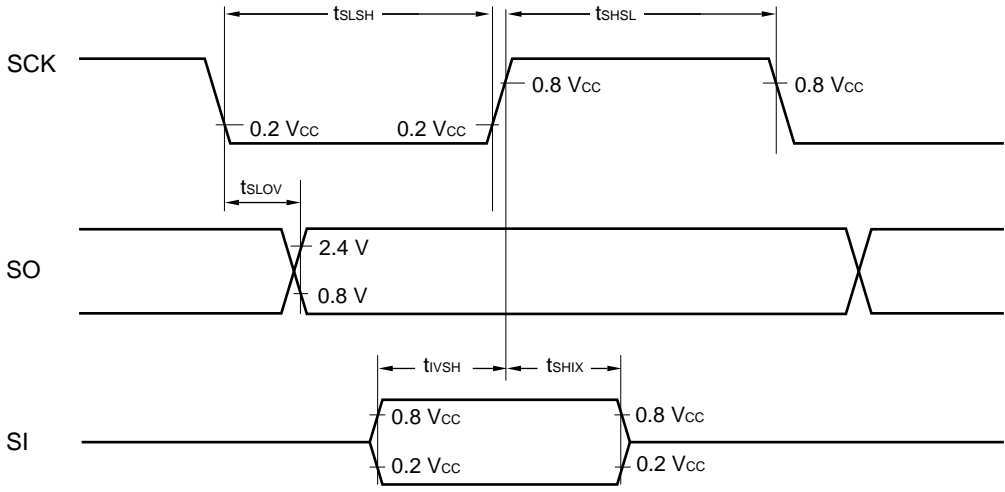 tSLSH tSHSL
SCK
0.8 VCC 0.8 VCC
0.2 VCC 0.2 VCC
tSLOV
2.4 V
SO
0.8 V
tIVSH tSHIX
0.8 VCC 0.8 VCC
SI
0.2 VCC 0.2 VCC